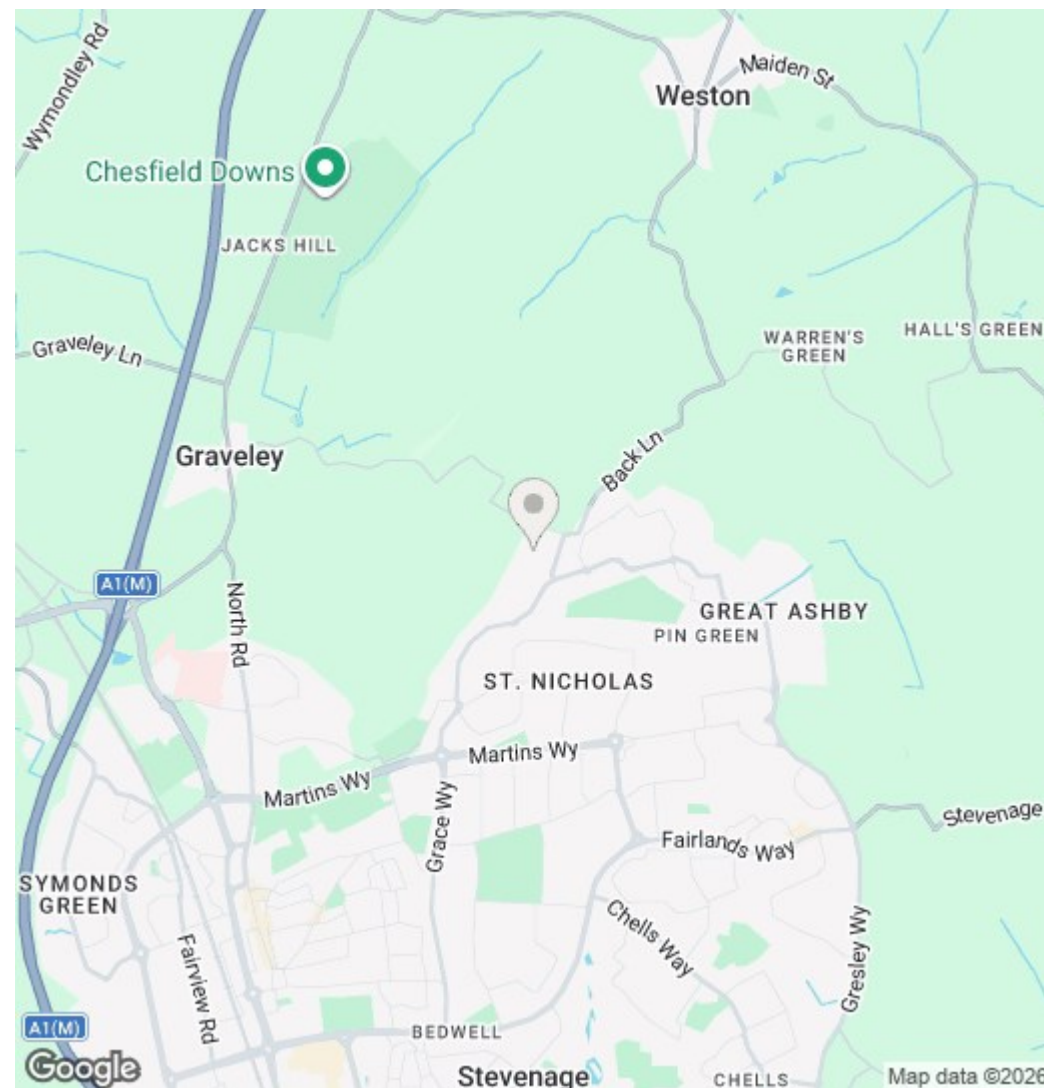 Wymondley Rd
Maiden St
Weston
Chesfield Downs
JACKS HILL
Graveley Ln
WARREN'S
GREEN
HALL'S GREEN
Graveley
Back Ln
A1(M)
North Rd
GREAT ASHBY
PIN GREEN
ST. NICHOLAS
Martins Wy
Martins Wy
Grace Wy
Fairlands Way
Stevenage
SYMONDS
GREEN
Chells Way
Fairview Rd
Gresley Wy
A1(M)
BEDWELL
Google
Stevenage
CHELLS
Map data ©2026